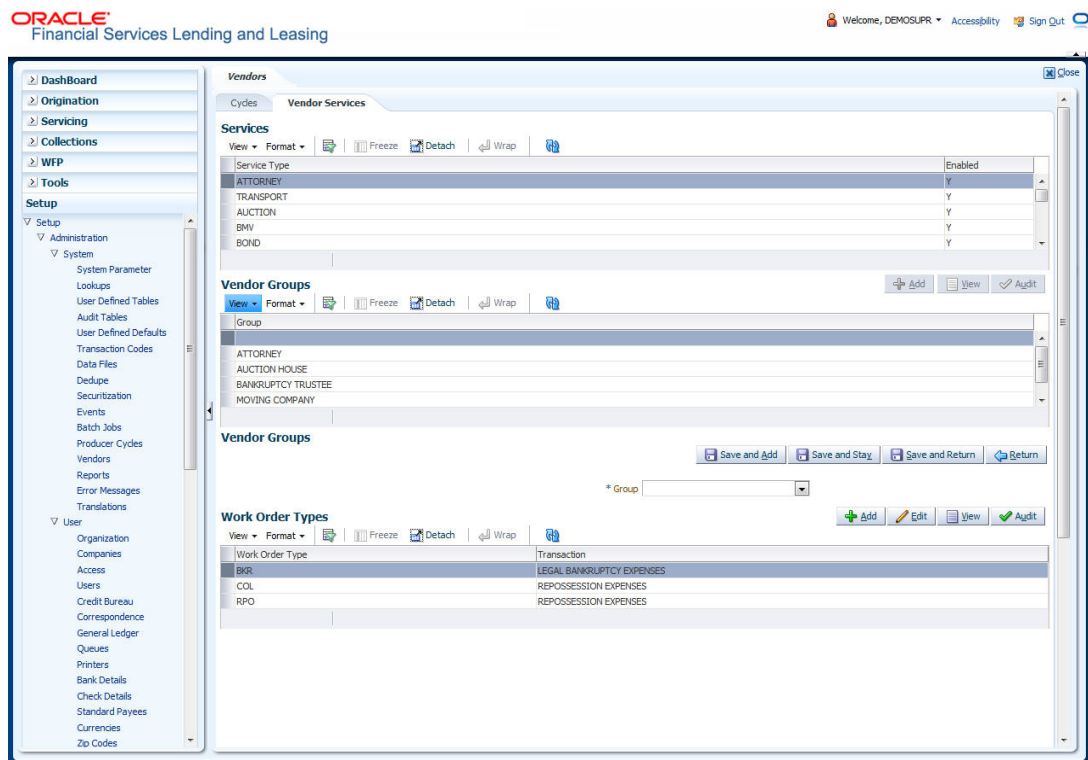 ORACLE
Financial Services Lending and Leasing
Welcome, DEMOSUPR Accessibility Sign Out
Close
DashBoard
Origination
Servicing
Collections
WFP
Tools
Setup
Setup
Administration
System
System Parameter
Lookups
User Defined Tables
Audit Tables
User Defined Defaults
Transaction Codes
Data Files
Dedupe
Securitization
Events
Batch Jobs
Producer Cycles
Vendors
Reports
Error Messages
Translations
User
Organization
Companies
Access
Users
Credit Bureau
Correspondence
General Ledger
Queues
Printers
Bank Details
Check Details
Standard Payees
Currencies
Zip Codes
Vendors
Cycles Vendor Services
Services
View Format Freeze Detach Wrap
Service Type Enabled
ATTORNEY Y
TRANSPORT Y
AUCTION Y
BMV Y
BOND Y
Vendor Groups Add View Audit
View Format Freeze Detach Wrap
Group
ATTORNEY
AUCTION HOUSE
BANKRUPTCY TRUSTEE
MOVING COMPANY
Vendor Groups
Save and Add Save and Stay Save and Return Return
* Group
Work Order Types Add Edit View Audit
View Format Freeze Detach Wrap
Work Order Type Transaction
BKR LEGAL BANKRUPTCY EXPENSES
COL REPOSSESSION EXPENSES
RPO REPOSSESSION EXPENSES